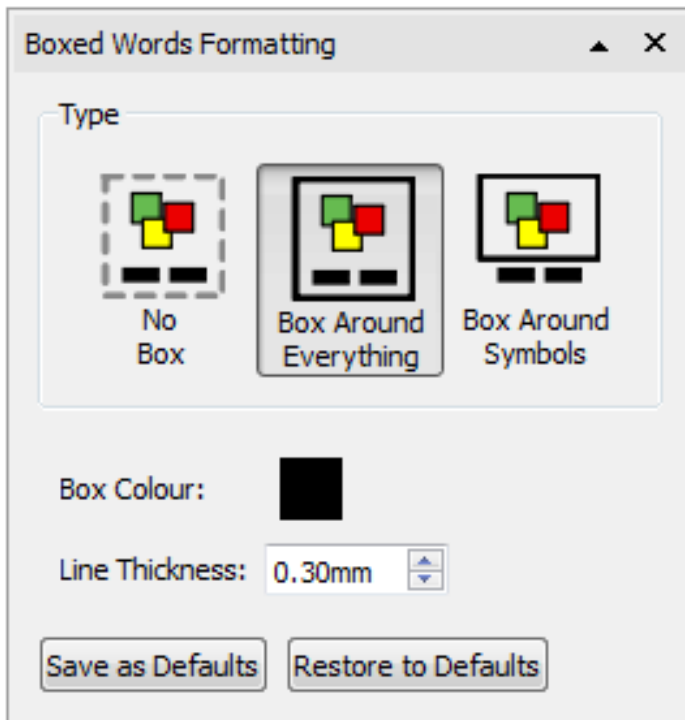 Boxed Words Formatting
Type
No
Box
Box Around
Everything
Box Around
Symbols
Box Colour:
Line Thickness: 0.30mm
Save as Defaults Restore to Defaults